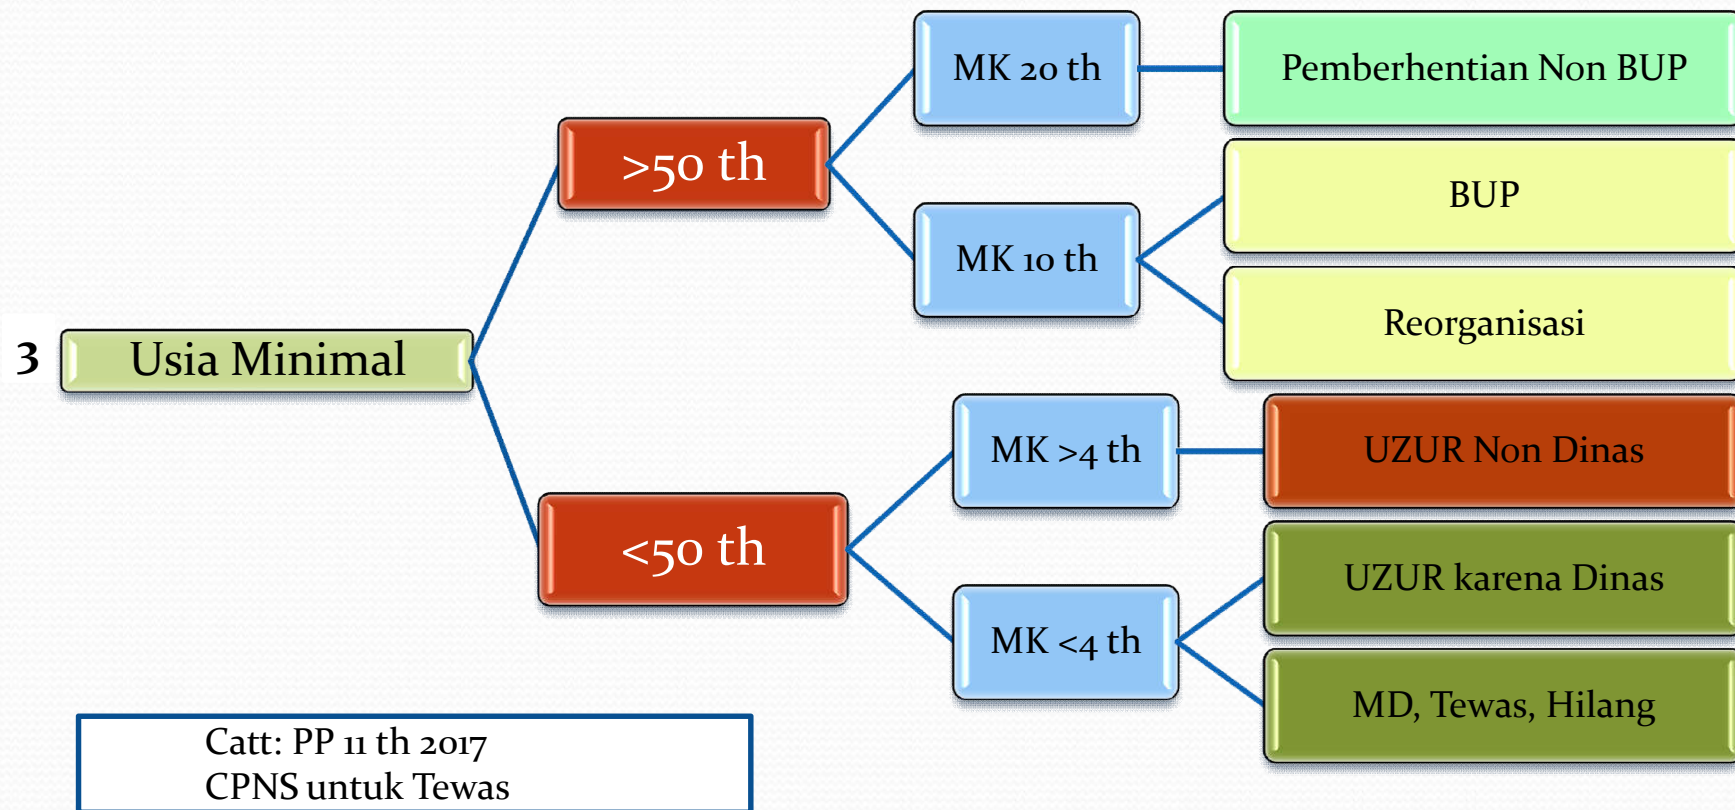 3
Usia Minimal
>50 th
MK 20 th
Pemberhentian Non BUP
MK 10 th
BUP
Reorganisasi
<50 th
MK >4 th
UZUR Non Dinas
MK <4 th
UZUR karena Dinas
MD, Tewas, Hilang
Catt: PP 11 th 2017
CPNS untuk Tewas